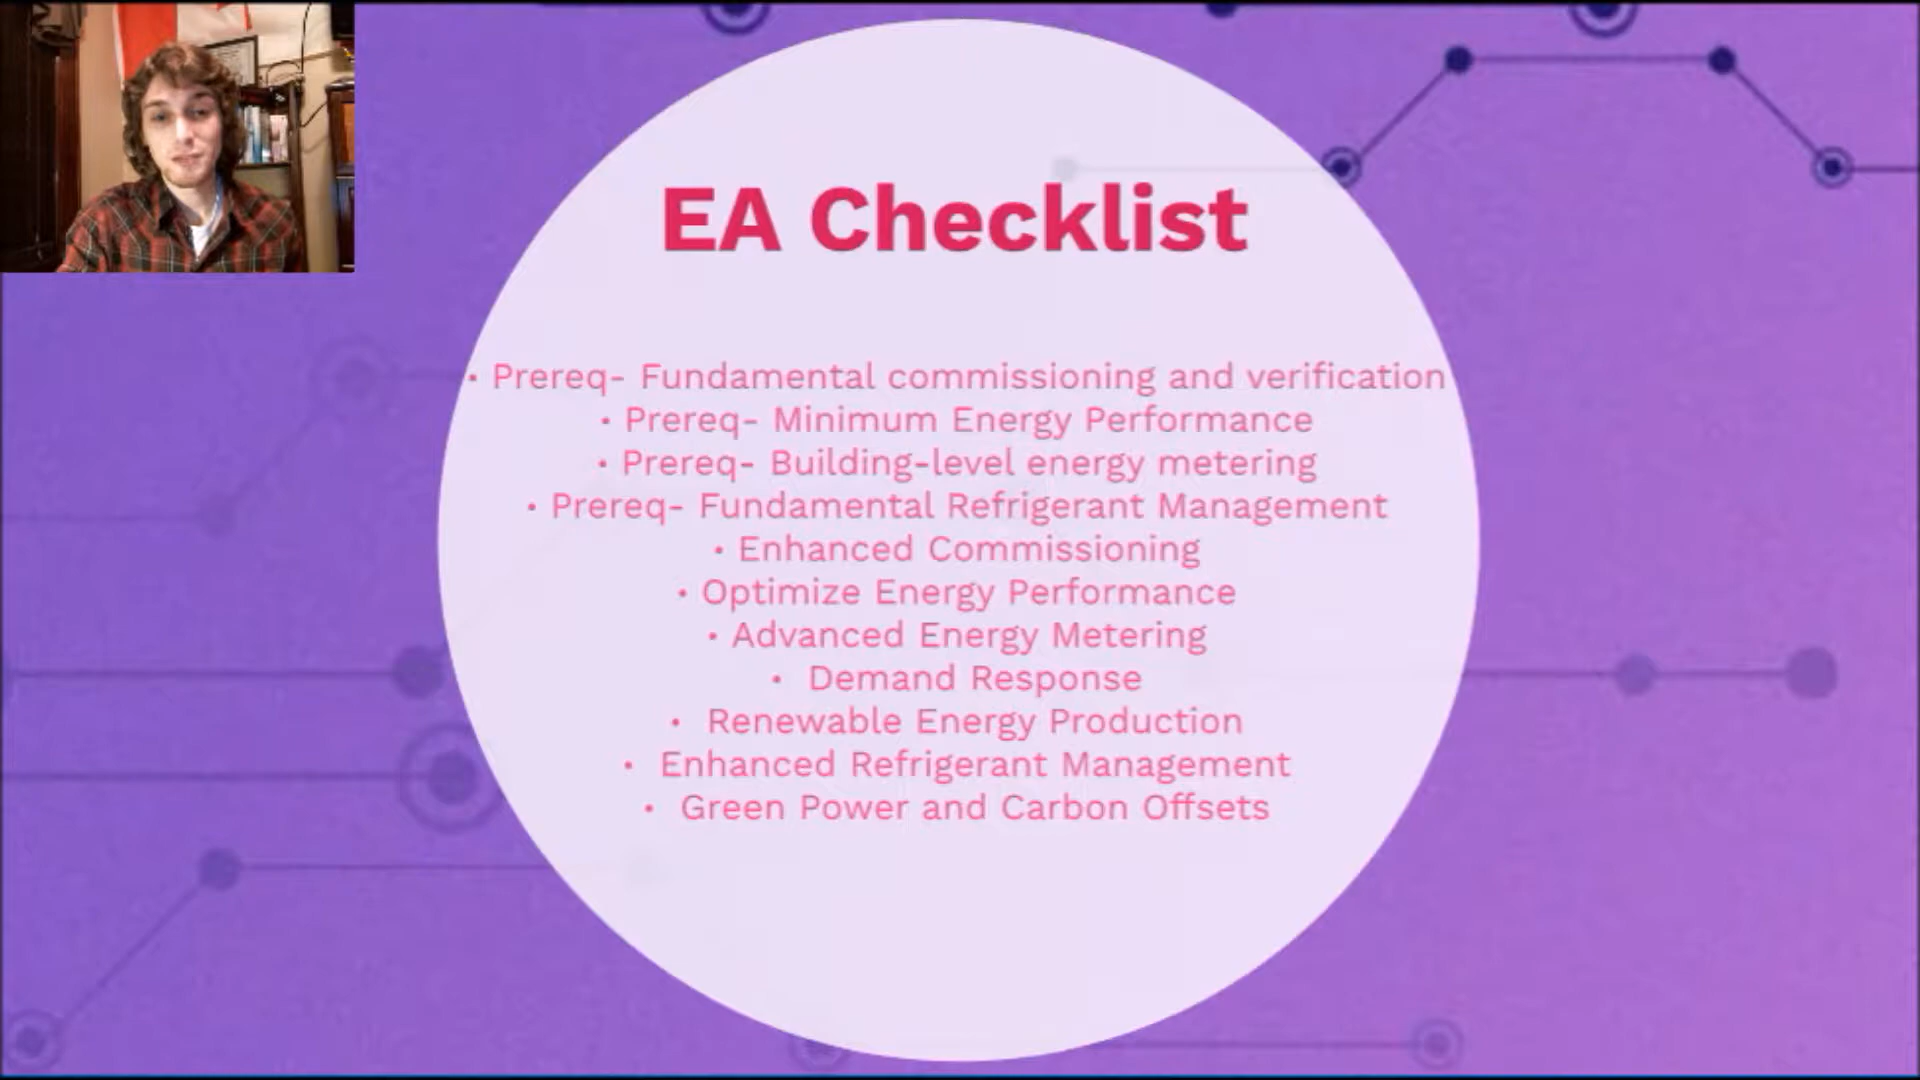 EA Checklist
• Prereq- Fundamental commissioning and verification
• Prereq- Minimum Energy Performance
• Prereq- Building-level energy metering
• Prereq- Fundamental Refrigerant Management
• Enhanced Commissioning
• Optimize Energy Performance
• Advanced Energy Metering
• Demand Response
• Renewable Energy Production
• Enhanced Refrigerant Management
• Green Power and Carbon Offsets